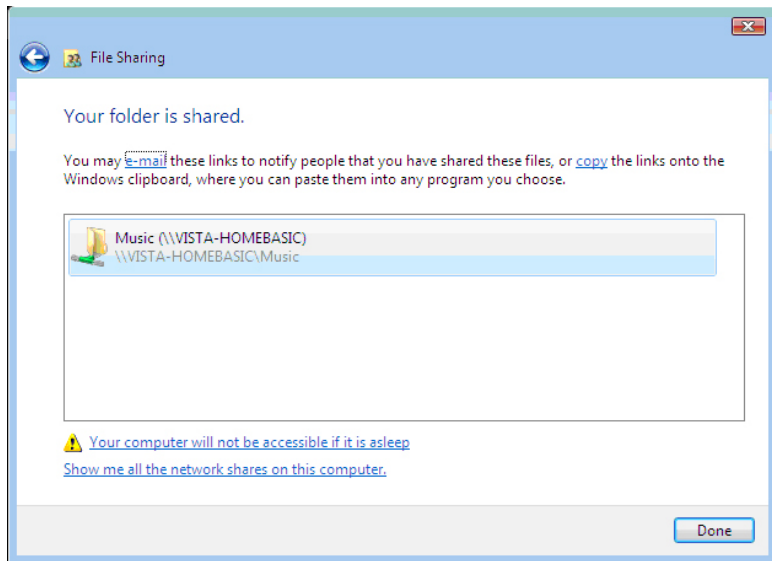 File Sharing
Your folder is shared.
You may e-mail these links to notify people that you have shared these files, or copy the links onto the
Windows clipboard, where you can paste them into any program you choose.
Music (\\VISTA-HOMEBASIC)
\\VISTA-HOMEBASIC\Music
Your computer will not be accessible if it is asleep
Show me all the network shares on this computer.
Done